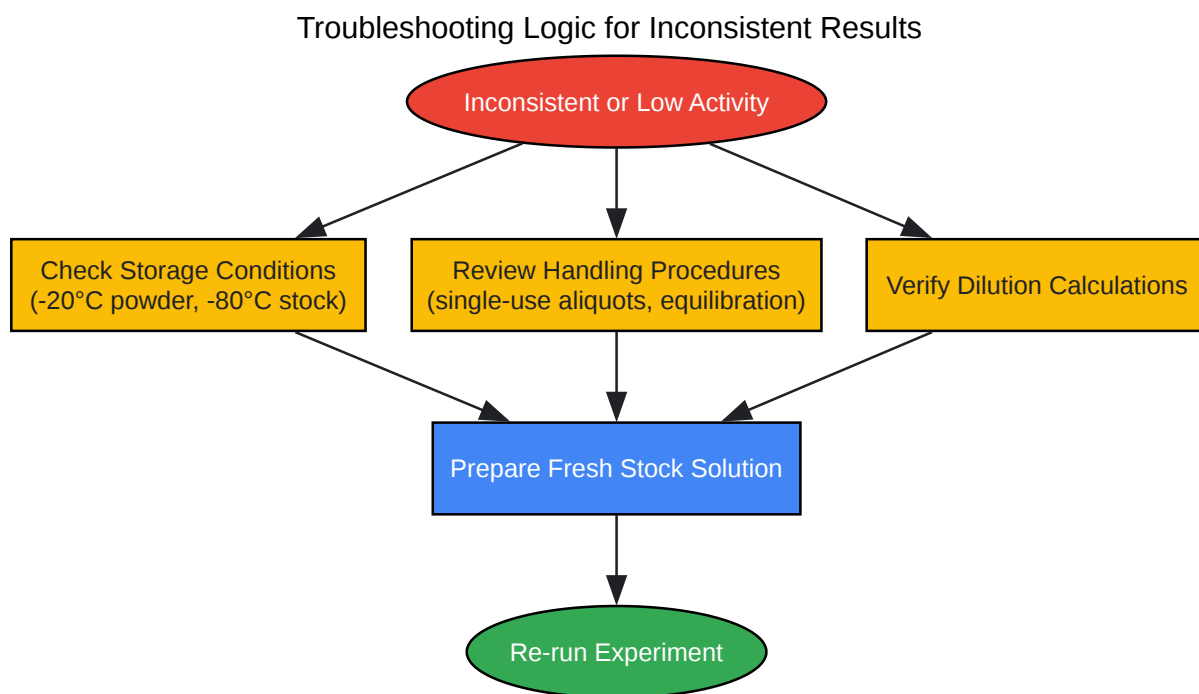 Troubleshooting Logic for Inconsistent Results
Inconsistent or Low Activity
Check Storage Conditions
(-20°C powder, -80°C stock)
Review Handling Procedures
(single-use aliquots, equilibration)
Verify Dilution Calculations
Prepare Fresh Stock Solution
Re-run Experiment